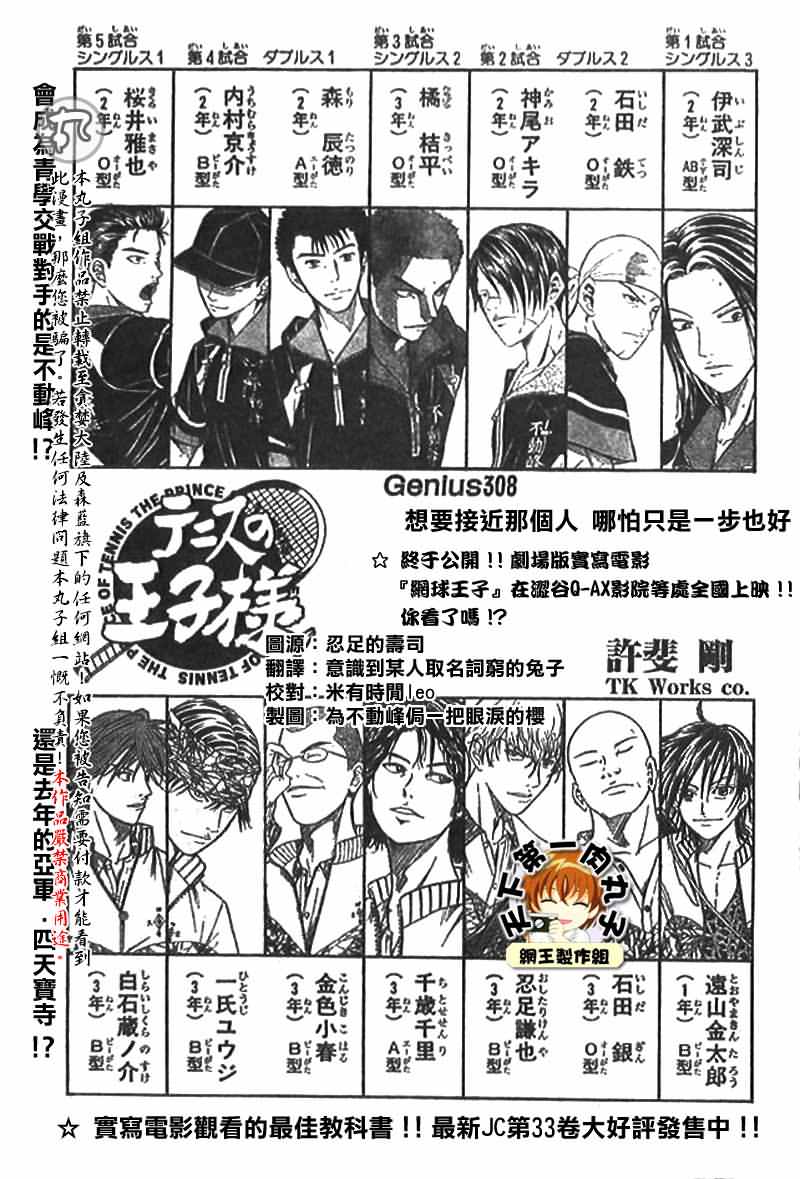 第1試合
シングルス3
第2試合 ダブルス2
第3試合
シングルス2
第4試合 ダブルス1
第5試合
シングルス1
伊武深司
(2年) AB型
石田 鉄
(2年) O型
神尾アキラ
(2年) O型
橘 桔平
(3年) O型
森 辰徳
(2年) A型
内村京介
(2年) B型
桜井雅也
(2年) O型
會成為青學交戰對手的是不動峰!?
還是去年的亞軍.四天寶寺!?
丸
本丸子組作品禁止轉載至貪婪大陸及森藍旗下的任何網站!如果您被告知需要付款才能看到
此漫畫,那麼您被騙了。若發生任何法律問題本丸子組一慨不負責!本作品嚴禁商業用途。
不動峰
Genius308
想要接近那個人 哪怕只是一步也好
☆ 終于公開!!劇場版實寫電影
『網球王子』在澀谷Q-AX影院等處全國上映!!
你看了嗎!?
THE PRINCE OF TENNIS
テニスの
王子様
圖源:忍足的壽司
翻譯:意識到某人取名詞窮的兔子
校對:米有時間leo
製圖:為不動峰侷一把眼淚的櫻
許斐 剛
TK Works co.
天下第一肉丸子
網王製作組
遠山金太郎
(1年) B型
石田 銀
(3年) O型
忍足謙也
(3年) B型
千歳千里
(3年) A型
金色小春
(3年) B型
一氏ユウジ
(3年) B型
白石蔵ノ介
(3年) B型
☆ 實寫電影觀看的最佳教科書!!最新JC第33卷大好評發售中!!